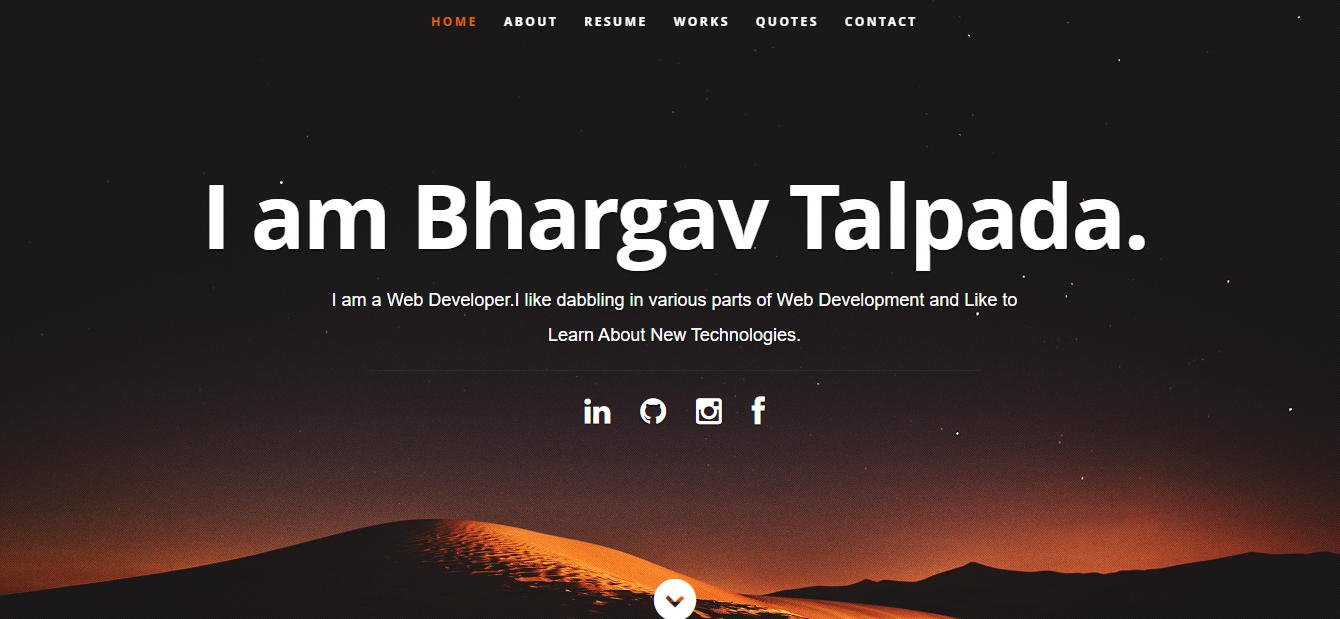 HOME ABOUT RESUME WORKS QUOTES CONTACT
I am Bhargav Talpada.
I am a Web Developer.I like dabbling in various parts of Web Development and Like to
Learn About New Technologies.